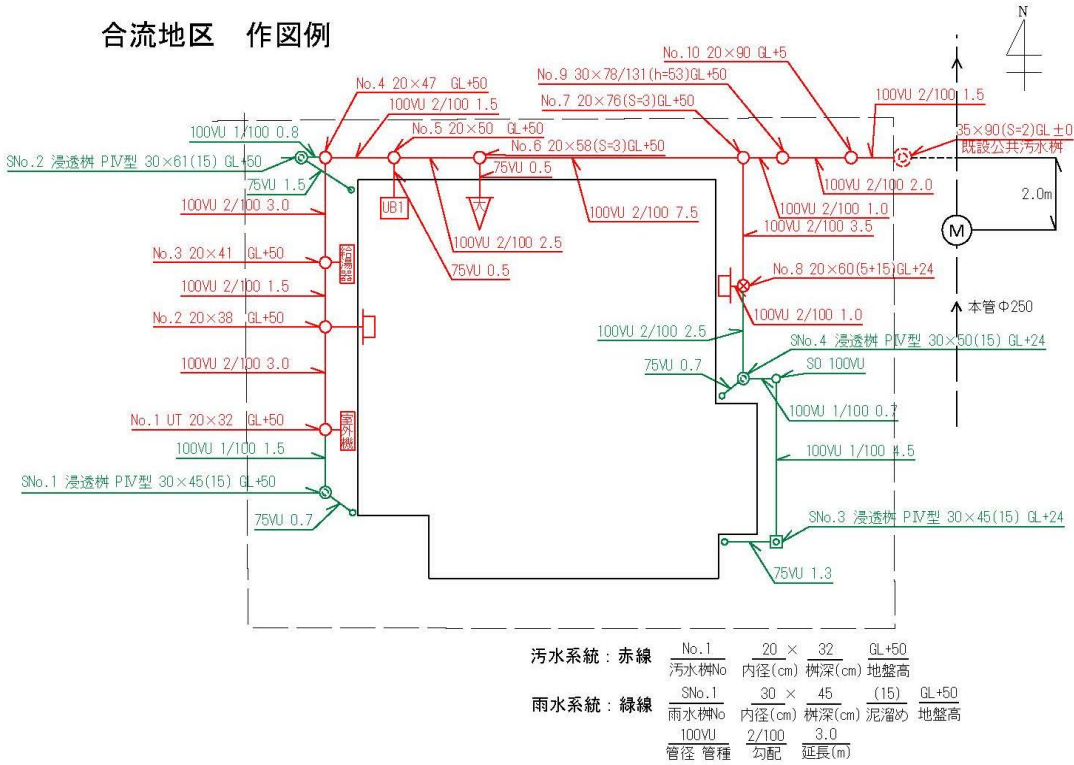 合流地区 作図例
N
No.10 20×90 GL+5
No.9 30×78/131(h=53)GL+50
No.4 20×47 GL+50
100VU 2/100 1.5
No.7 20×76(S=3)GL+50
100VU 2/100 1.5
100VU 1/100 0.8
No.5 20×50 GL+50
35×90(S=2)GL±0
既設公共汚水桝
No.6 20×58(S=3)GL+50
SNo.2 浸透桝 PⅣ型 30×61(15) GL+50
75VU 0.5
75VU 1.5
100VU 2/100 2.0
2.0m
UB1
大
100VU 2/100 3.0
100VU 2/100 7.5
100VU 2/100 1.0
100VU 2/100 3.5
M
100VU 2/100 2.5
No.3 20×41 GL+50
給湯器
75VU 0.5
No.8 20×60(5+15)GL+24
100VU 2/100 1.5
本管Φ250
No.2 20×38 GL+50
100VU 2/100 1.0
100VU 2/100 2.5
SNo.4 浸透桝 PⅣ型 30×50(15) GL+24
100VU 2/100 3.0
75VU 0.7
SO 100VU
No.1 UT 20×32 GL+50
室外機
100VU 1/100 0.7
100VU 1/100 1.5
100VU 1/100 4.5
SNo.1 浸透桝 PⅣ型 30×45(15) GL+50
75VU 0.7
SNo.3 浸透桝 PⅣ型 30×45(15) GL+24
75VU 1.3
汚水系統：赤線 No.1 20 × 32 GL+50
汚水桝No 内径(cm) 桝深(cm) 地盤高
雨水系統：緑線 SNo.1 30 × 45 (15) GL+50
雨水桝No 内径(cm) 桝深(cm) 泥溜め 地盤高
100VU 2/100 3.0
管径 管種 勾配 延長(m)